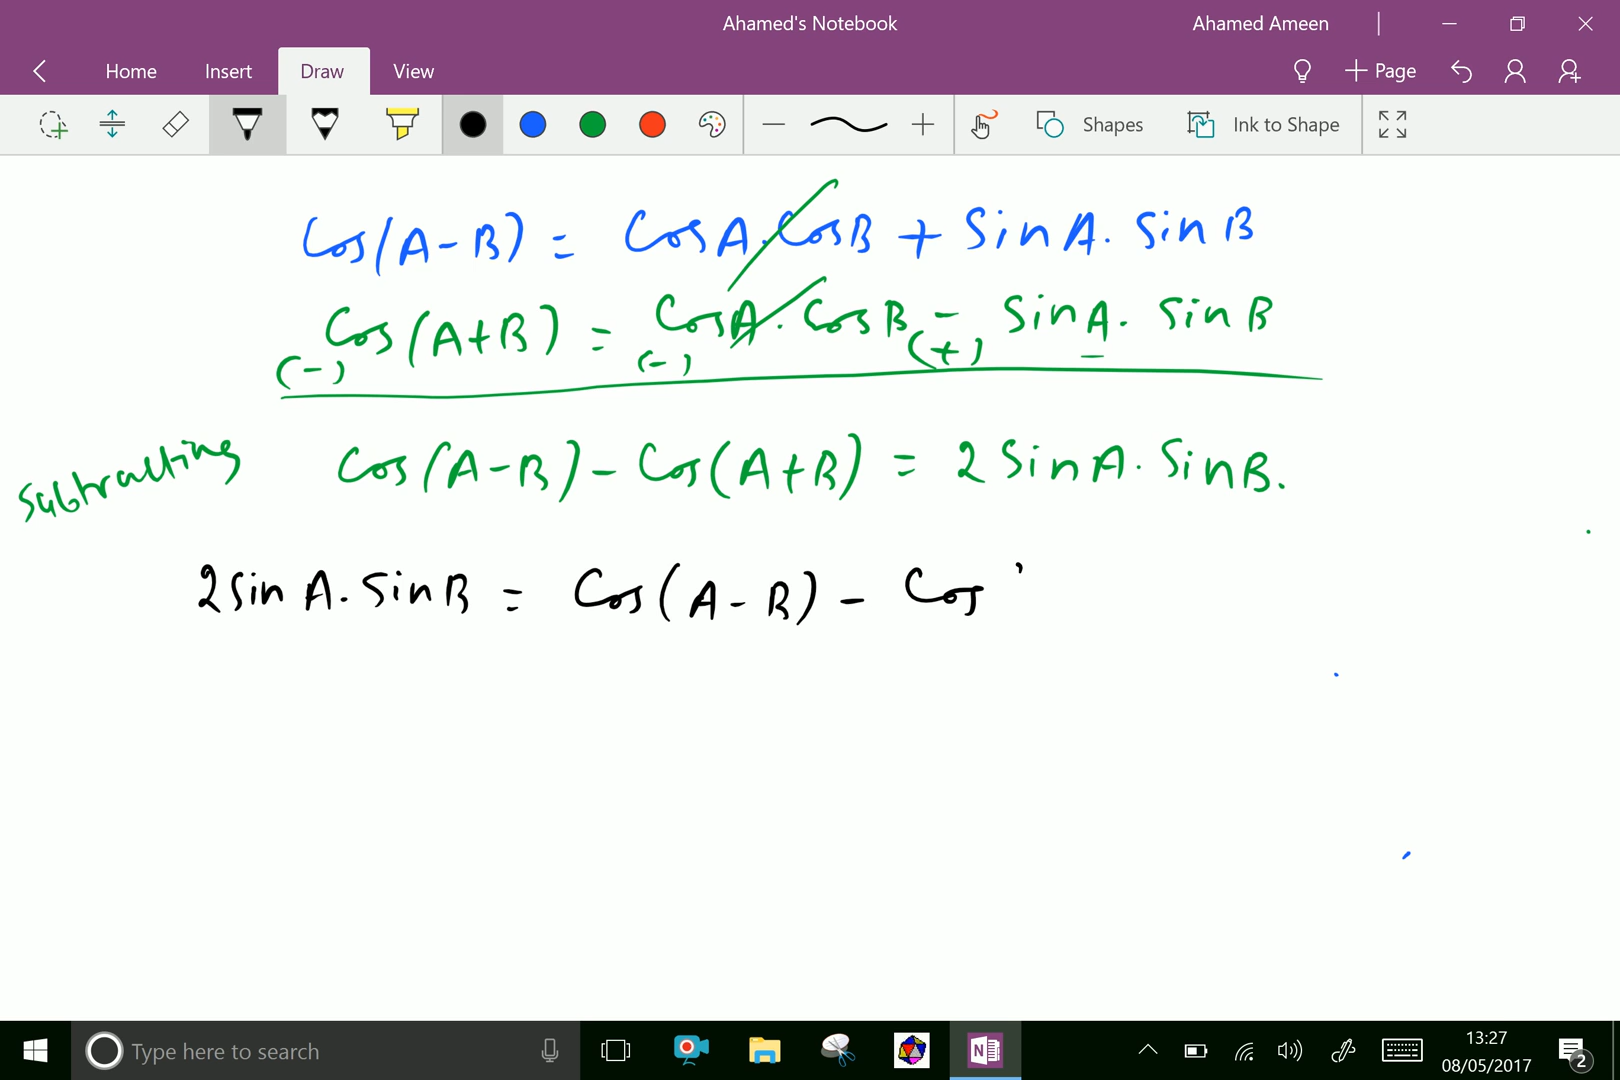 Ahamed's Notebook Ahamed Ameen
Home Insert Draw View Page
Shapes Ink to Shape
Cos(A-B) = CosA.CosB + SinA. SinB
Cos(A+B) = CosA.CosB - SinA. SinB
(-) (-) (+)
Subtracting Cos(A-B)-Cos(A+B) = 2 SinA.SinB.
2SinA.SinB = Cos(A-B) - Cos
Type here to search
N
13:27
08/05/2017
2